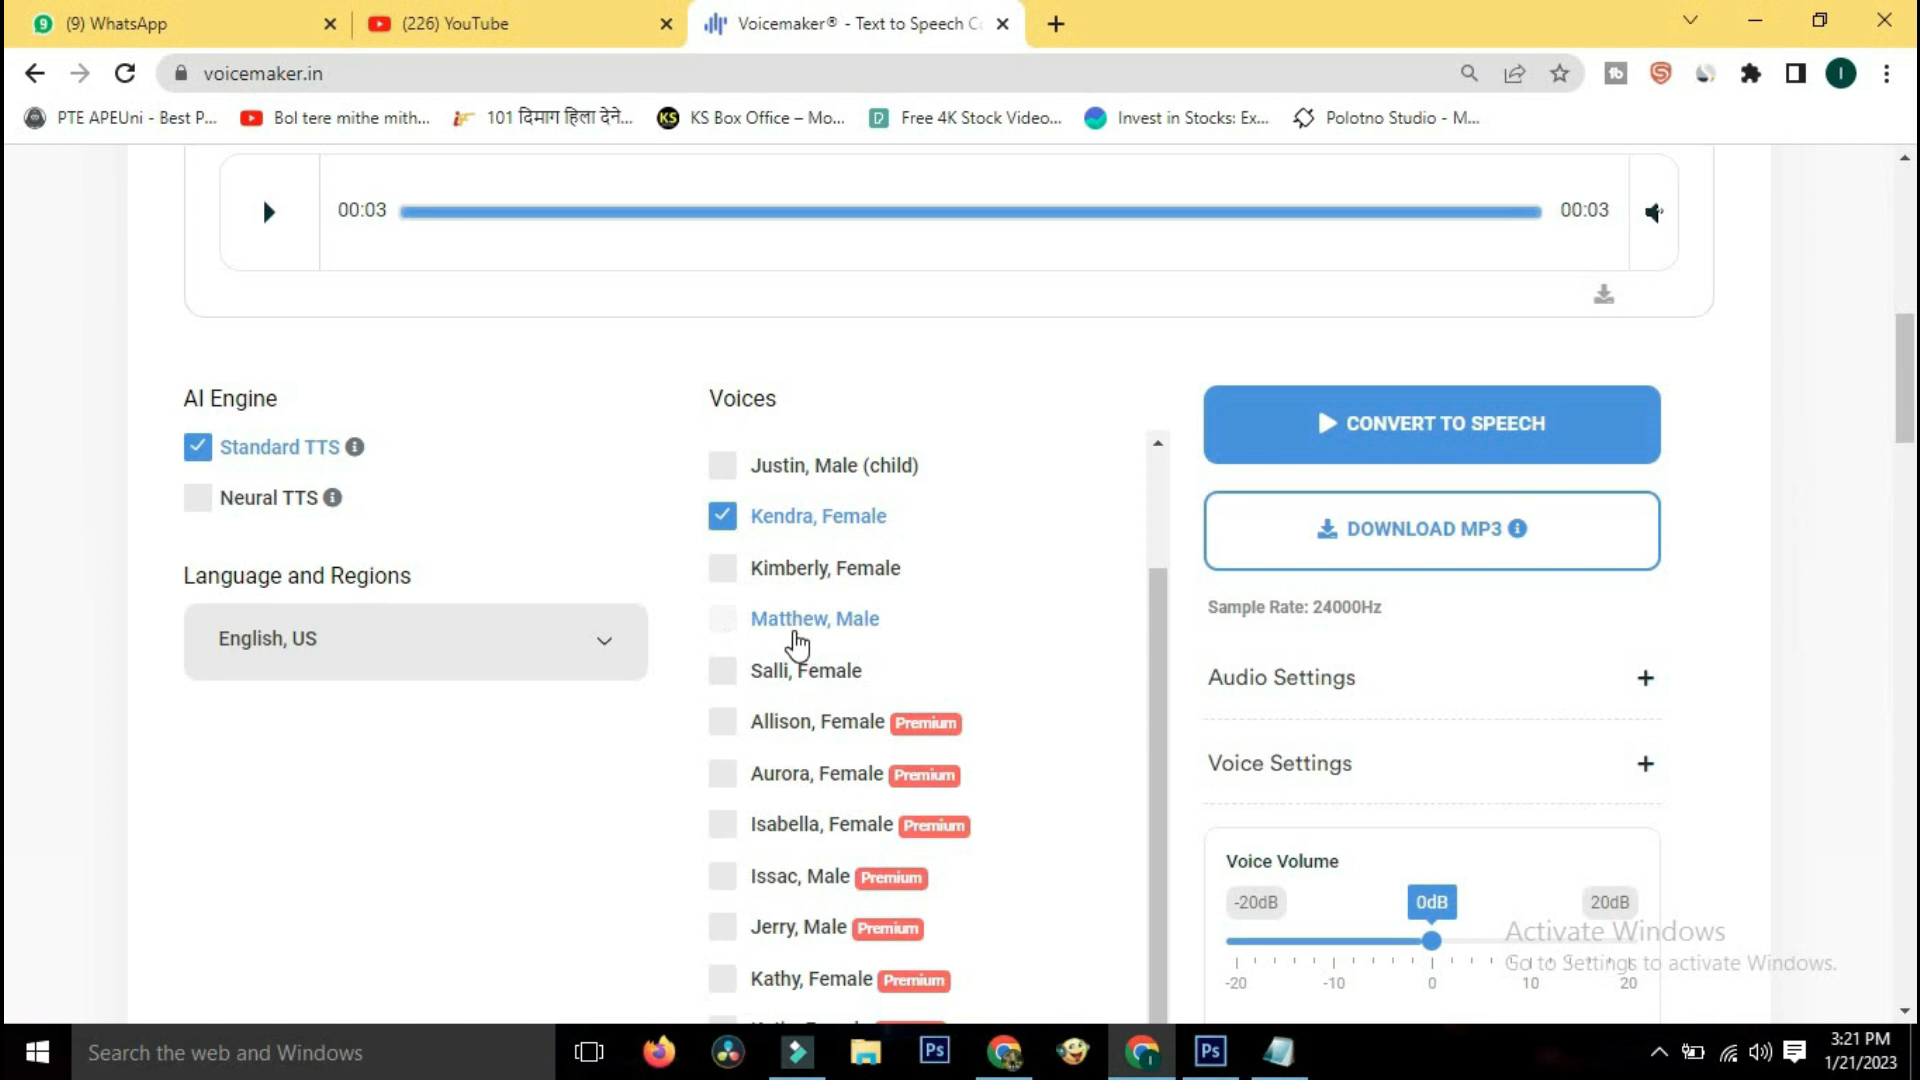 (9) WhatsApp
(226) YouTube
Voicemaker® - Text to Speech C
voicemaker.in
PTE APEUni - Best P...
Bol tere mithe mith...
101 दिमाग हिला देने...
KS Box Office – Mo...
Free 4K Stock Video...
Invest in Stocks: Ex...
Polotno Studio - M...
00:03
00:03
AI Engine
Standard TTS
Neural TTS
Language and Regions
English, US
Voices
Justin, Male (child)
Kendra, Female
Kimberly, Female
Matthew, Male
Salli, Female
Allison, Female Premium
Aurora, Female Premium
Isabella, Female Premium
Issac, Male Premium
Jerry, Male Premium
Kathy, Female Premium
CONVERT TO SPEECH
DOWNLOAD MP3
Sample Rate: 24000Hz
Audio Settings
Voice Settings
Voice Volume
-20dB 0dB 20dB
-20 -10 0 10 20
Activate Windows
Go to Settings to activate Windows.
Search the web and Windows
3:21 PM
1/21/2023